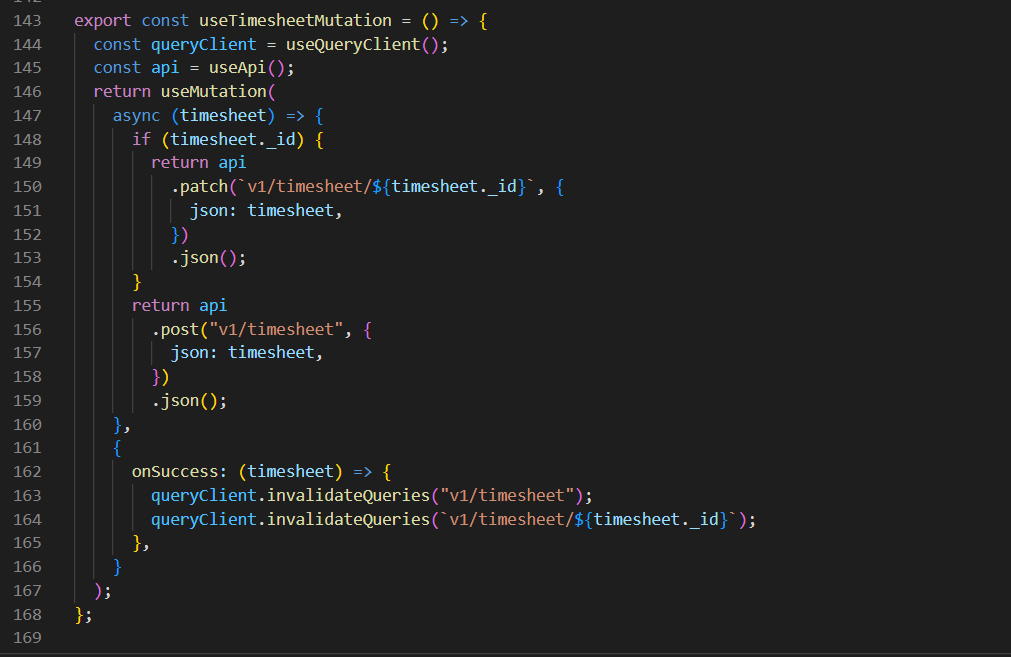 143 export const useTimesheetMutation = () => {
144 const queryClient = useQueryClient();
145 const api = useApi();
146 return useMutation(
147 async (timesheet) => {
148 if (timesheet._id) {
149 return api
150 .patch(`v1/timesheet/${timesheet._id}`, {
151 json: timesheet,
152 })
153 .json();
154 }
155 return api
156 .post("v1/timesheet", {
157 json: timesheet,
158 })
159 .json();
160 },
161 {
162 onSuccess: (timesheet) => {
163 queryClient.invalidateQueries("v1/timesheet");
164 queryClient.invalidateQueries(`v1/timesheet/${timesheet._id}`);
165 },
166 }
167 );
168 };
169